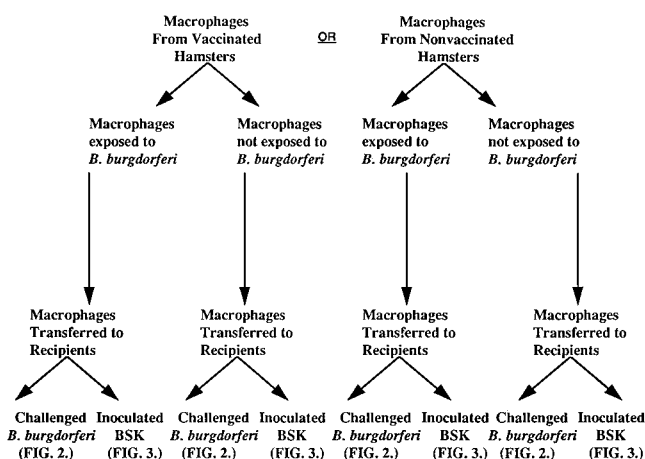 Macrophages
From Vaccinated
Hamsters
OR
Macrophages
From Nonvaccinated
Hamsters
Macrophages
exposed to
B. burgdorferi
Macrophages
not exposed to
B. burgdorferi
Macrophages
exposed to
B. burgdorferi
Macrophages
not exposed to
B. burgdorferi
Macrophages
Transferred to
Recipients
Macrophages
Transferred to
Recipients
Macrophages
Transferred to
Recipients
Macrophages
Transferred to
Recipients
Challenged
B. burgdorferi
(FIG. 2.)
Inoculated
BSK
(FIG. 3.)
Challenged
B. burgdorferi
(FIG. 2.)
Inoculated
BSK
(FIG. 3.)
Challenged
B. burgdorferi
(FIG. 2.)
Inoculated
BSK
(FIG. 3.)
Challenged
B. burgdorferi
(FIG. 2.)
Inoculated
BSK
(FIG. 3.)